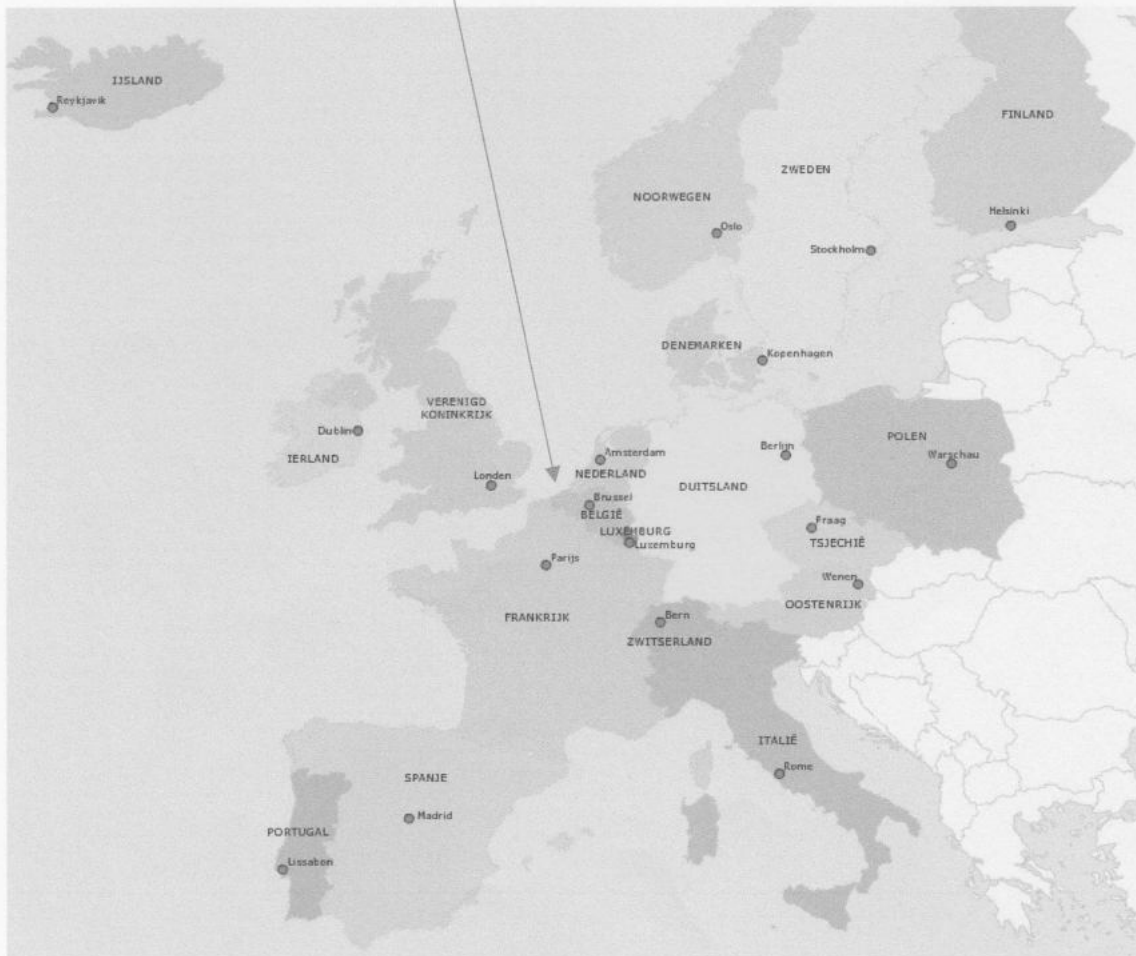 IJSLAND
Reykjavik
FINLAND
ZWEDEN
NOORWEGEN
Helsinki
Oslo
Stockholm
DENEMARKEN
Kopenhagen
VERENIGD
KONINKRIJK
Dublin
IERLAND
POLEN
Berlijn
Amsterdam
Warschau
NEDERLAND
Londen
DUITSLAND
Brussel
BELGIË
Praag
LUXEMBURG
Luxemburg
TSJECHIË
Parijs
Wenen
OOSTENRIJK
FRANKRIJK
Bern
ZWITSERLAND
ITALIË
Rome
SPANJE
Madrid
PORTUGAL
Lissabon